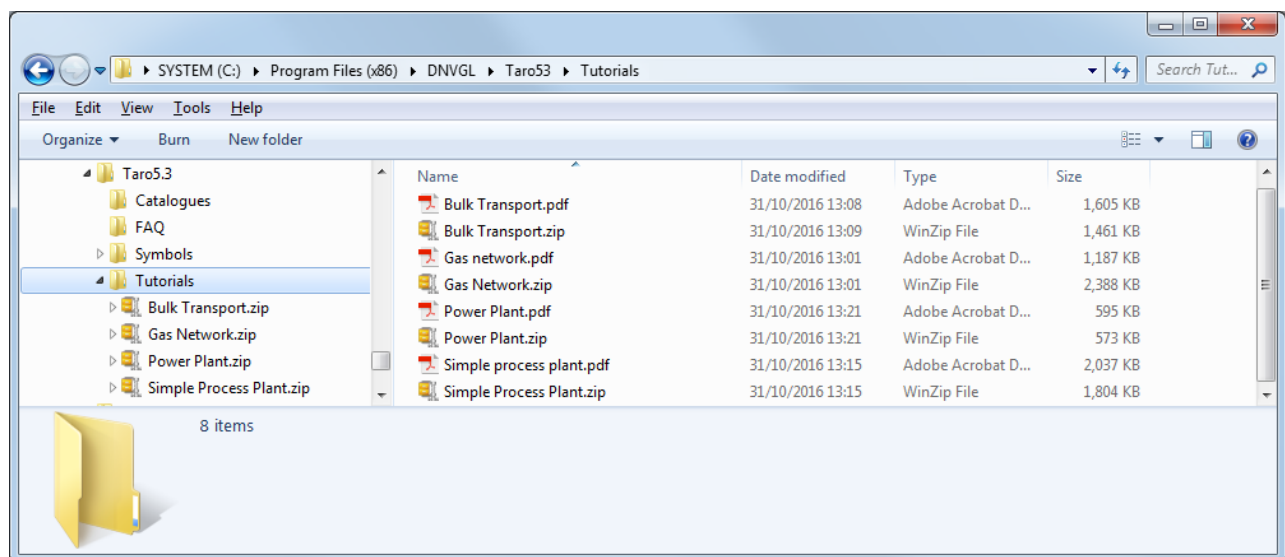 SYSTEM (C:) Program Files (x86) DNVGL Taro53 Tutorials Search Tut...
File Edit View Tools Help
Organize Burn New folder
Taro5.3
Catalogues
FAQ
Symbols
Tutorials
Bulk Transport.zip
Gas Network.zip
Power Plant.zip
Simple Process Plant.zip
Name Date modified Type Size
Bulk Transport.pdf 31/10/2016 13:08 Adobe Acrobat D... 1,605 KB
Bulk Transport.zip 31/10/2016 13:09 WinZip File 1,461 KB
Gas network.pdf 31/10/2016 13:01 Adobe Acrobat D... 1,187 KB
Gas Network.zip 31/10/2016 13:01 WinZip File 2,388 KB
Power Plant.pdf 31/10/2016 13:21 Adobe Acrobat D... 595 KB
Power Plant.zip 31/10/2016 13:21 WinZip File 573 KB
Simple process plant.pdf 31/10/2016 13:15 Adobe Acrobat D... 2,037 KB
Simple Process Plant.zip 31/10/2016 13:15 WinZip File 1,804 KB
8 items